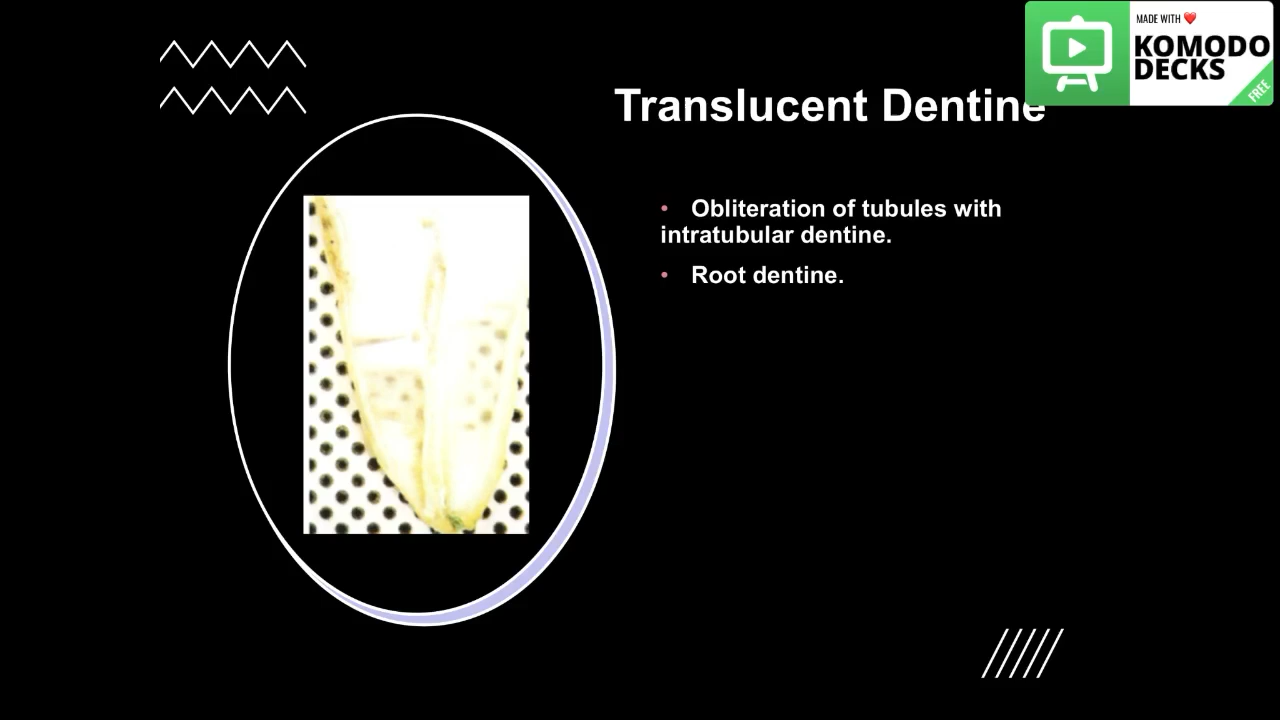 MADE WITH ❤️
KOMODO
DECKS
FREE
Translucent Dentine
• Obliteration of tubules with
intratubular dentine.
• Root dentine.